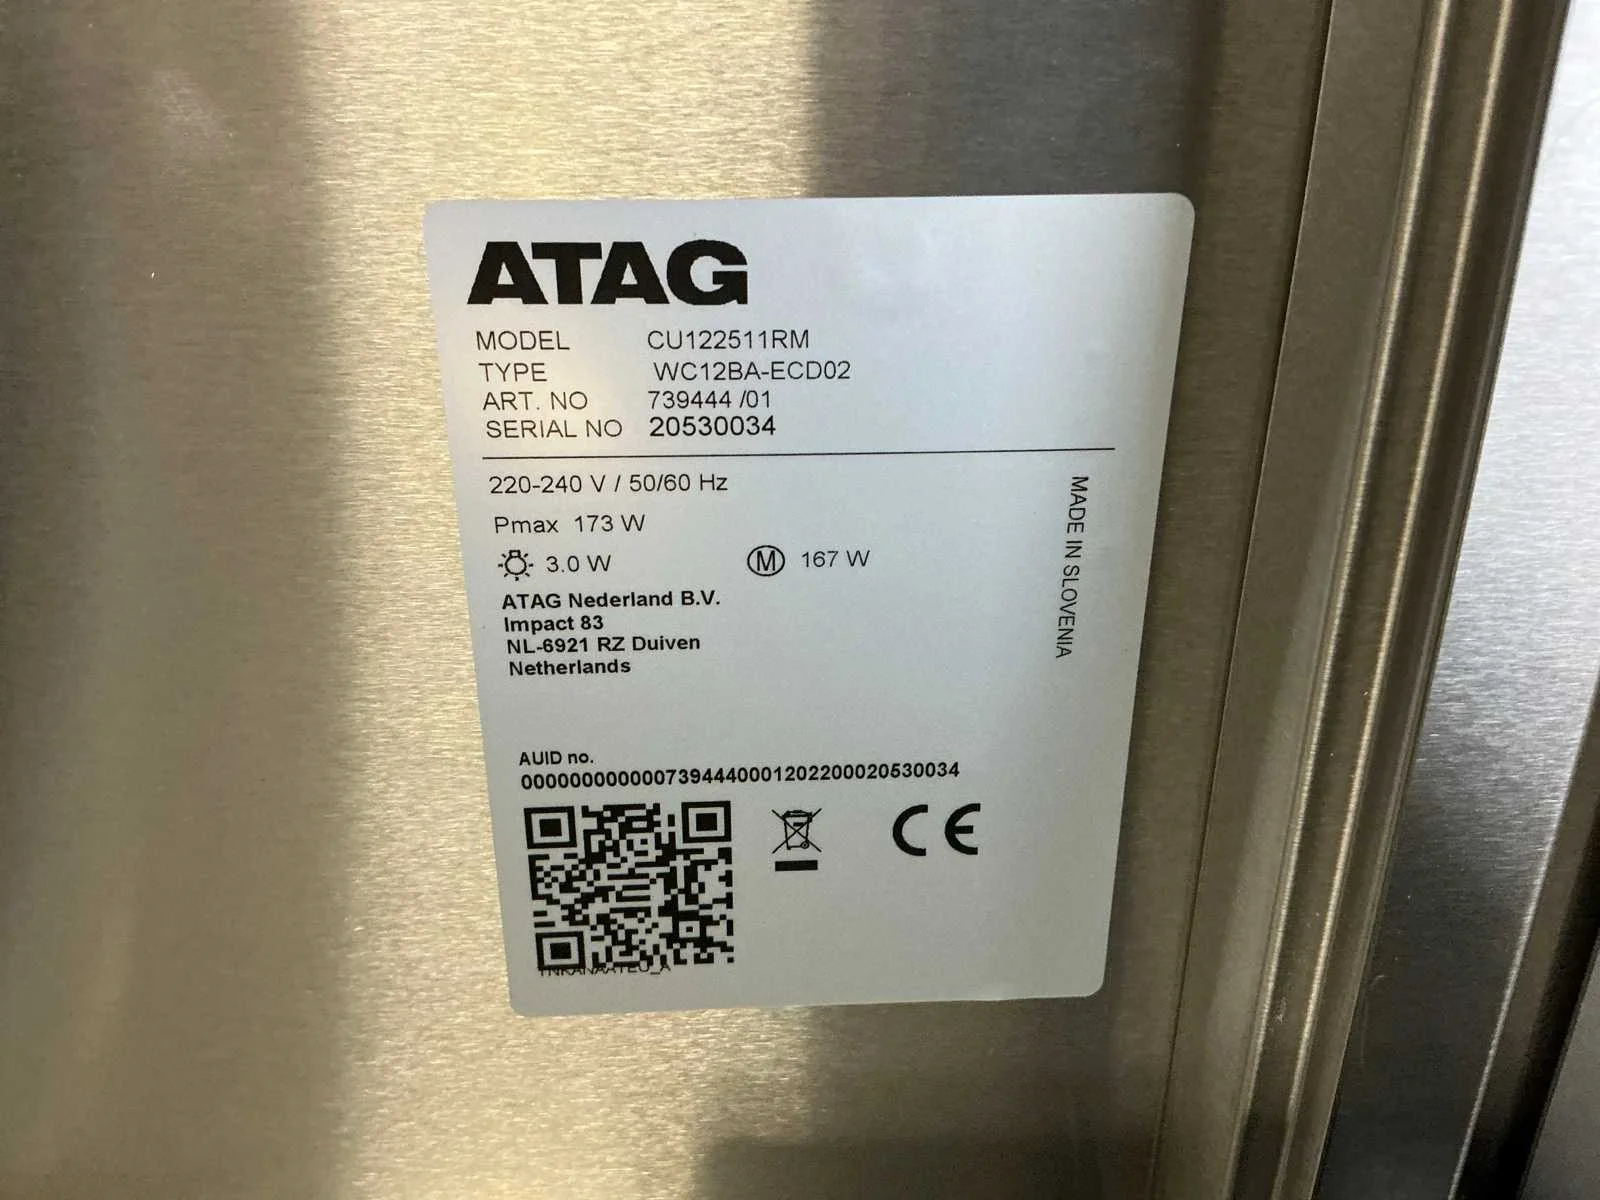 ATAG
MODEL CU122511RM
TYPE WC12BA-ECD02
ART. NO 739444 /01
SERIAL NO 20530034
220-240 V / 50/60 Hz
Pmax 173 W
3.0 W M 167 W
ATAG Nederland B.V.
Impact 83
NL-6921 RZ Duiven
Netherlands
MADE IN SLOVENIA
AUID no.
0000000000007394440001202200020530034
CE